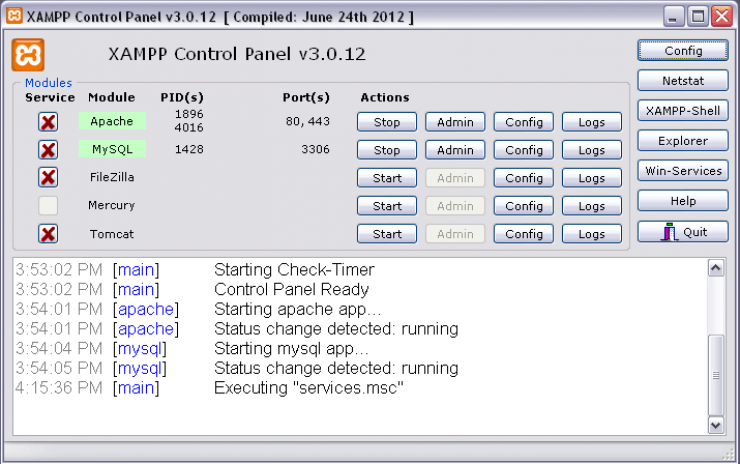 XAMPP Control Panel v3.0.12 [ Compiled: June 24th 2012 ]
XAMPP Control Panel v3.0.12
Config
Modules
Netstat
Service Module PID(s) Port(s) Actions
Apache 1896 4016 80, 443 Stop Admin Config Logs
XAMPP-Shell
MySQL 1428 3306 Stop Admin Config Logs
Explorer
FileZilla Start Admin Config Logs
Win-Services
Mercury Start Admin Config Logs
Help
Tomcat Start Admin Config Logs
Quit
3:53:02 PM [main] Starting Check-Timer
3:53:02 PM [main] Control Panel Ready
3:54:01 PM [apache] Starting apache app...
3:54:01 PM [apache] Status change detected: running
3:54:04 PM [mysql] Starting mysql app...
3:54:05 PM [mysql] Status change detected: running
4:15:36 PM [main] Executing "services.msc"